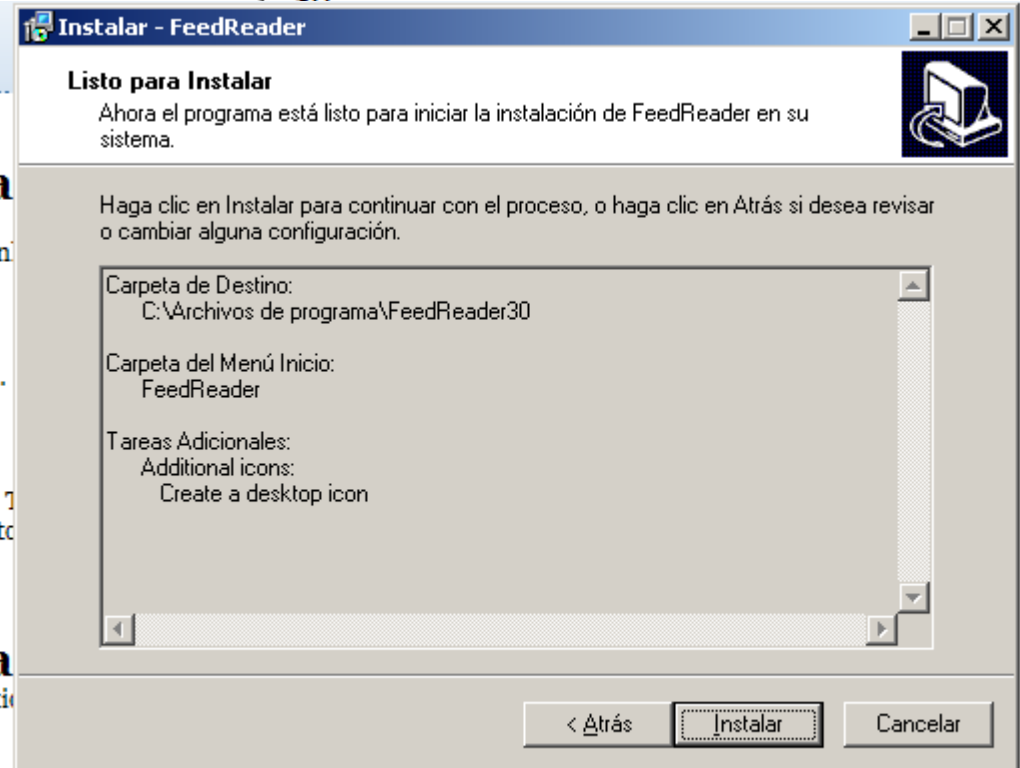 Instalar - FeedReader
Listo para Instalar
Ahora el programa está listo para iniciar la instalación de FeedReader en su
sistema.
Haga clic en Instalar para continuar con el proceso, o haga clic en Atrás si desea revisar
o cambiar alguna configuración.
Carpeta de Destino:
C:\Archivos de programa\FeedReader30
Carpeta del Menú Inicio:
FeedReader
Tareas Adicionales:
Additional icons:
Create a desktop icon
< Atrás
Instalar
Cancelar